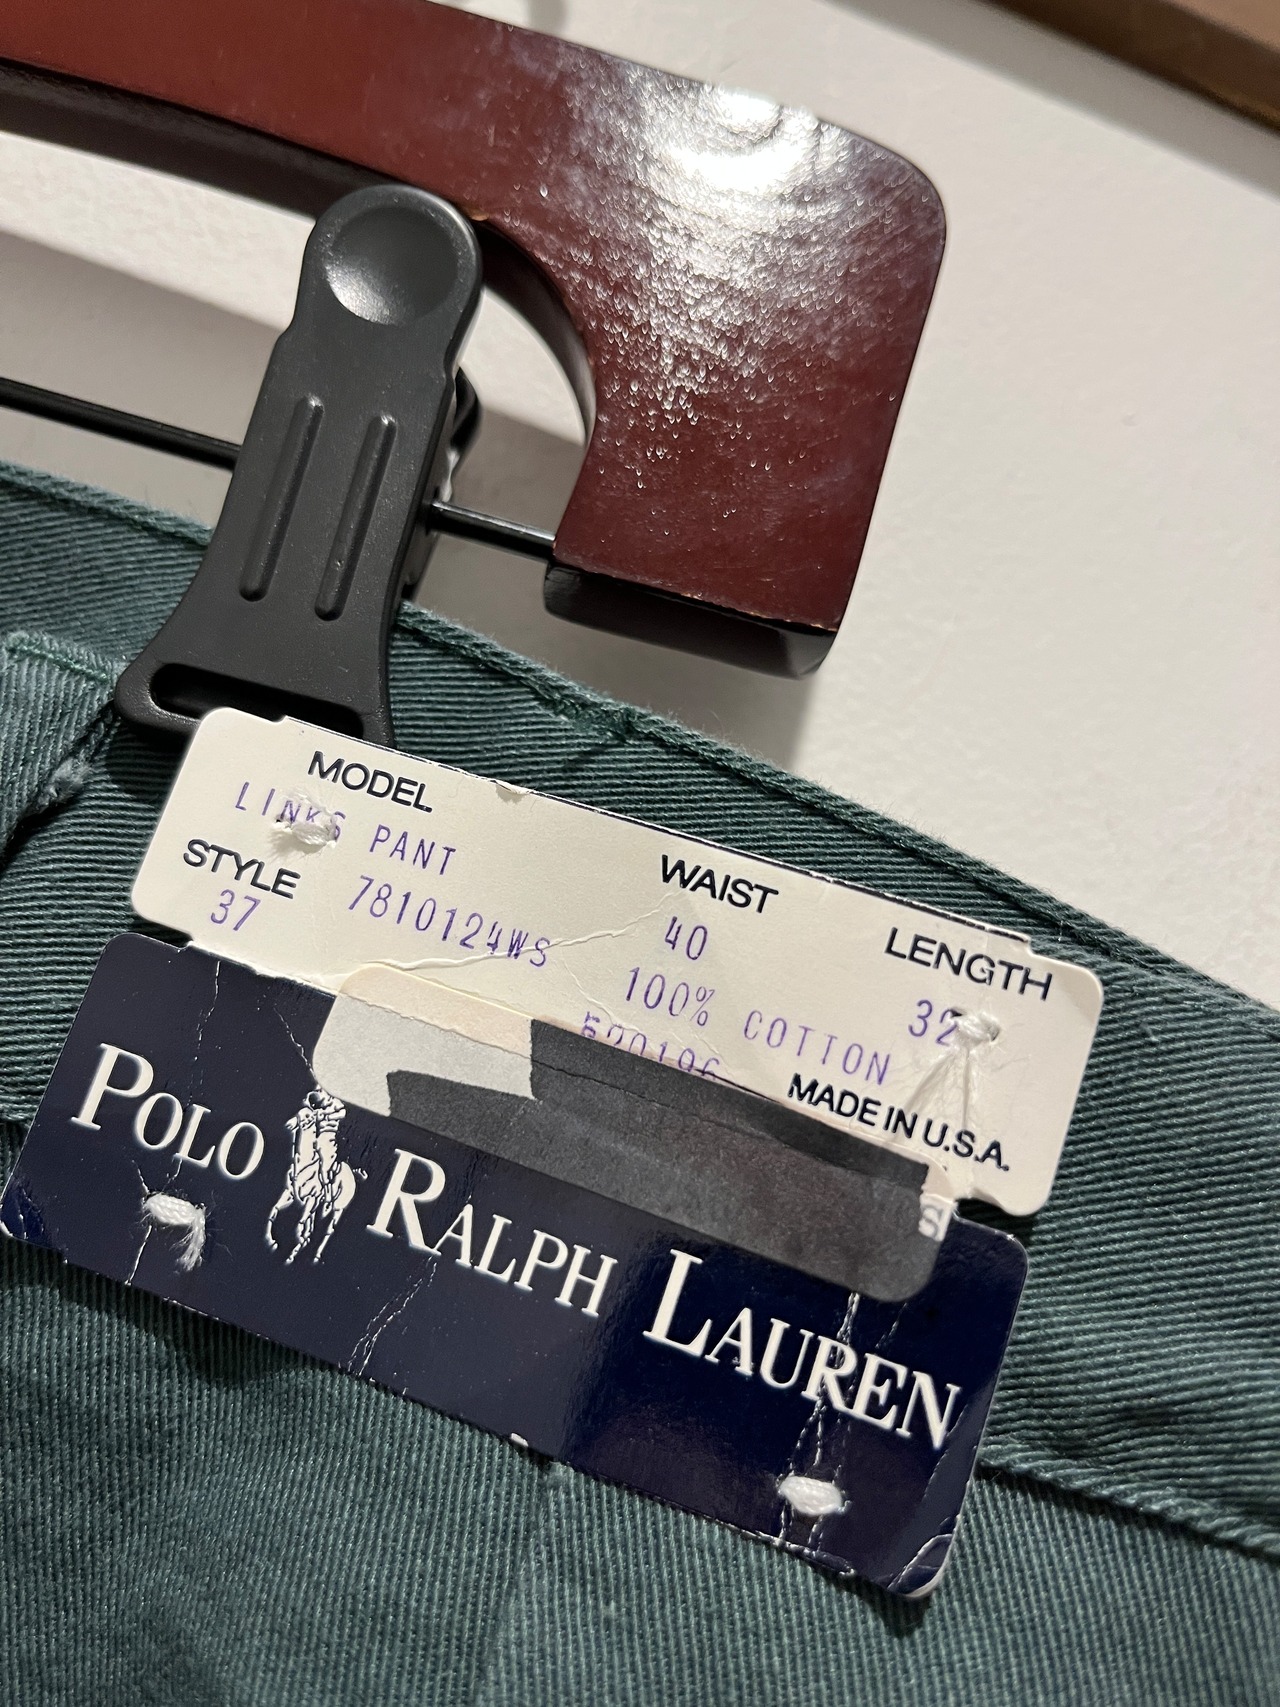 MODEL
LINKS PANT
STYLE
37 7810124WS
WAIST
40
LENGTH
32
100% COTTON
MADE IN U.S.A.
POLO RALPH LAUREN